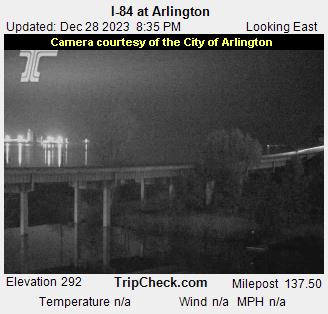 I-84 at Arlington
Updated: Dec 28 2023 8:35 PM Looking East
Camera courtesy of the City of Arlington
Elevation 292 TripCheck.com Milepost 137.50
Temperature n/a Wind n/a MPH n/a